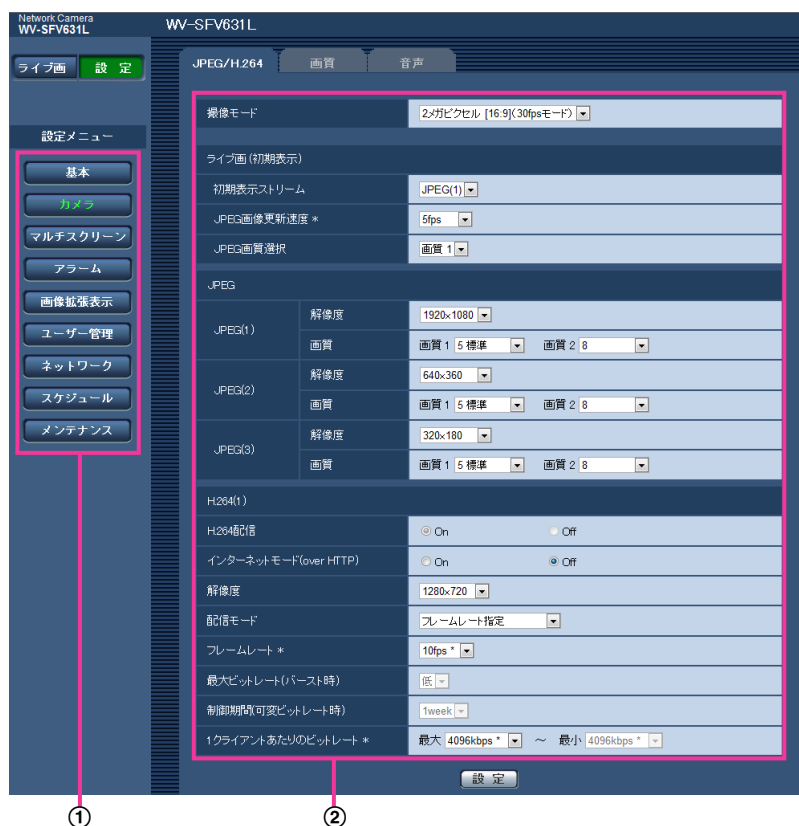 Network Camera
WV-SFV631L
WV-SFV631L
ライブ画 設 定
JPEG/H.264 画質 音声
設定メニュー
基本
カメラ
マルチスクリーン
アラーム
画像拡張表示
ユーザー管理
ネットワーク
スケジュール
メンテナンス
撮像モード 2メガピクセル [16:9](30fpsモード)
ライブ画(初期表示)
初期表示ストリーム JPEG(1)
JPEG画像更新速度 * 5fps
JPEG画質選択 画質 1
JPEG
JPEG(1) 解像度 1920×1080
画質 画質 1 5 標準 画質 2 8
JPEG(2) 解像度 640×360
画質 画質 1 5 標準 画質 2 8
JPEG(3) 解像度 320×180
画質 画質 1 5 標準 画質 2 8
H.264(1)
H.264配信 On Off
インターネットモード(over HTTP) On Off
解像度 1280×720
配信モード フレームレート指定
フレームレート * 10fps *
最大ビットレート(バースト時) 低
制御期間(可変ビットレート時) 1week
1クライアントあたりのビットレート * 最大 4096kbps * ～ 最小 4096kbps *
設 定
① ②